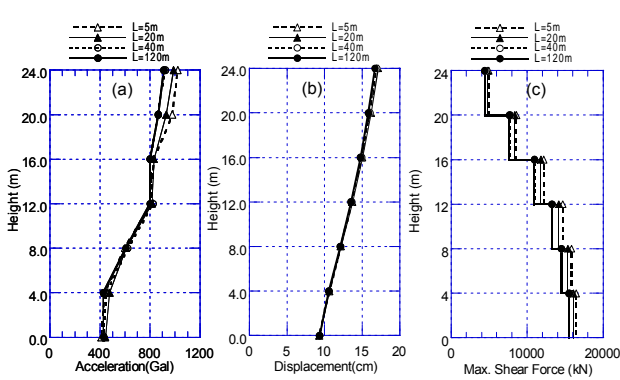 L=5m
L=20m
L=40m
L=120m
24.0
20.0
16.0
12.0
8.0
4.0
0.0
Height (m)
(a)
0 400 800 1200
Acceleration(Gal)
L=5m
L=20m
L=40m
L=120m
24.0
20.0
16.0
12.0
8.0
4.0
0.0
Height (m)
(b)
0 5 10 15 20
Displacement(cm)
L=5m
L=20m
L=40m
L=120m
24
20
16
12
8
4
0
Height (m)
(c)
0 10000 20000
Max. Shear Force (kN)